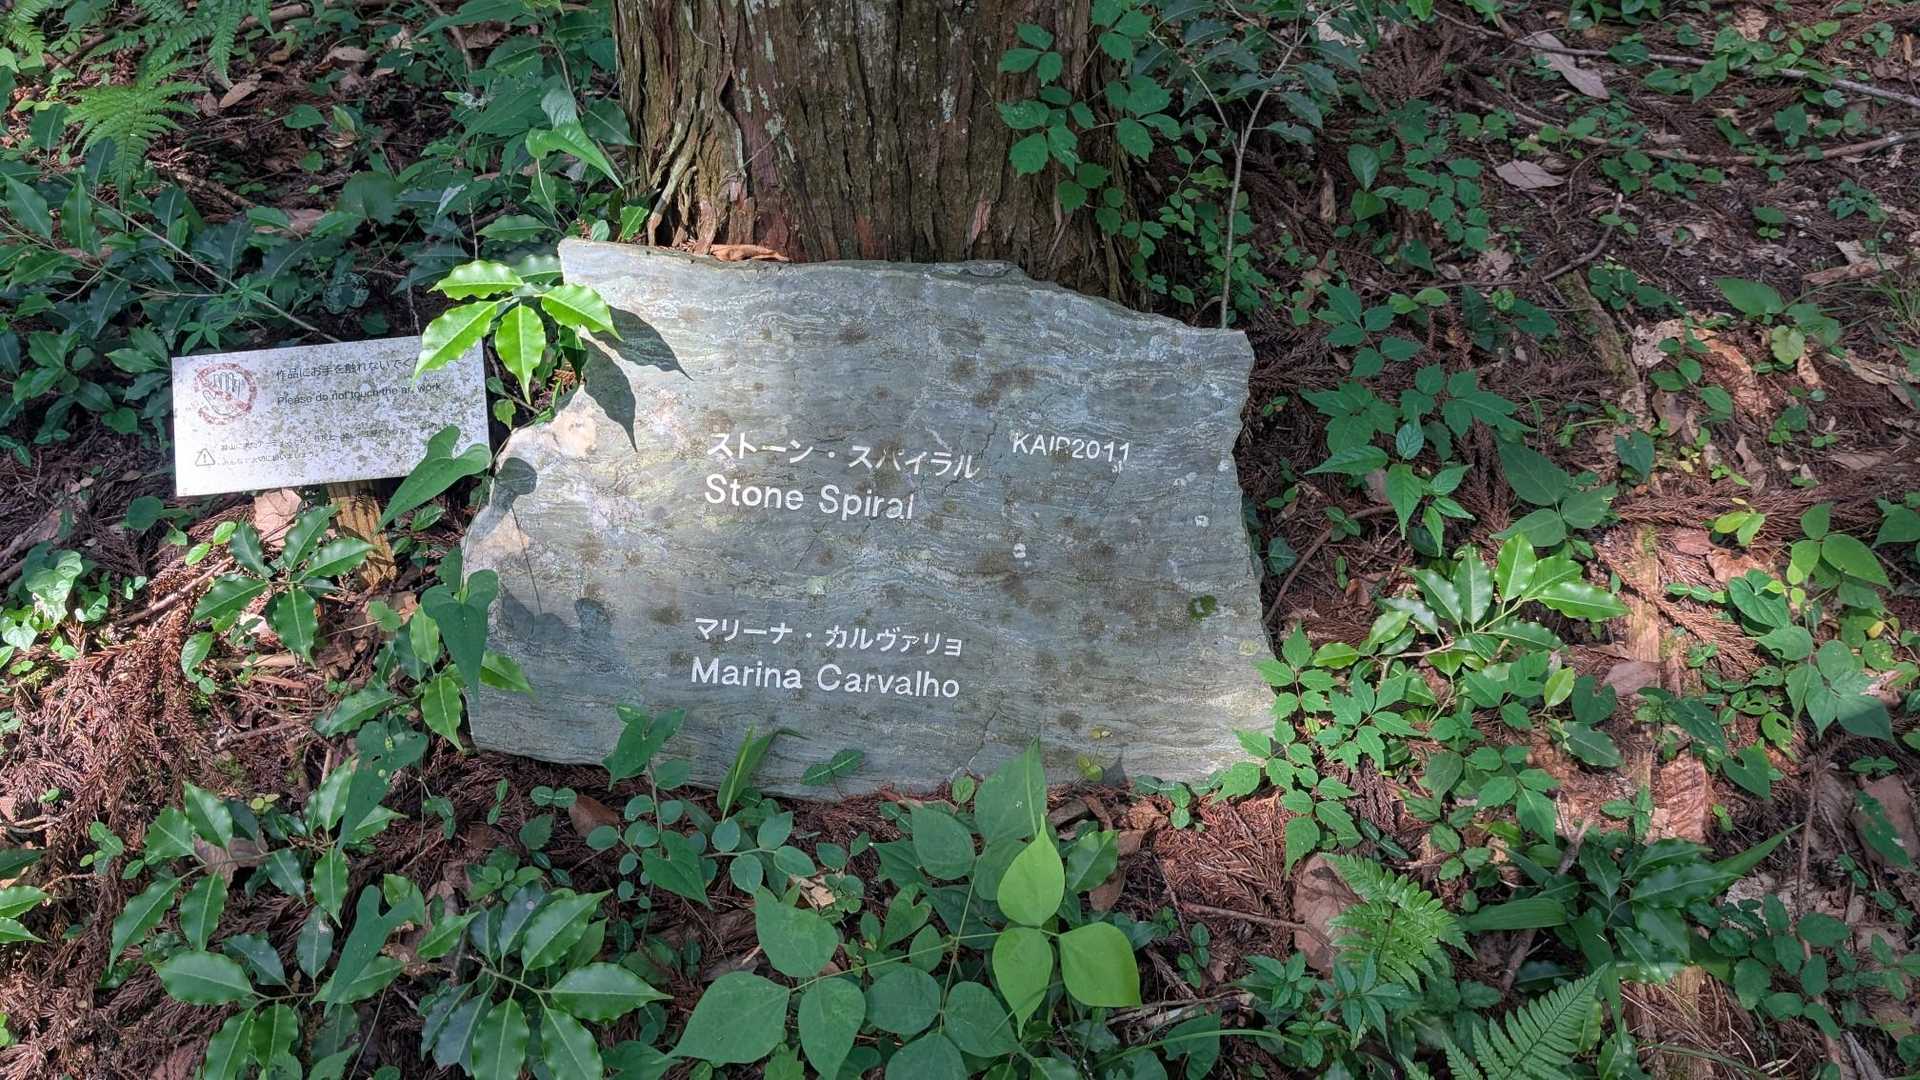 作品にお手を触れないでく
Please do not touch the art work
ストーン・スパイラル KAIR2011
Stone Spiral
マリーナ・カルヴァリョ
Marina Carvalho